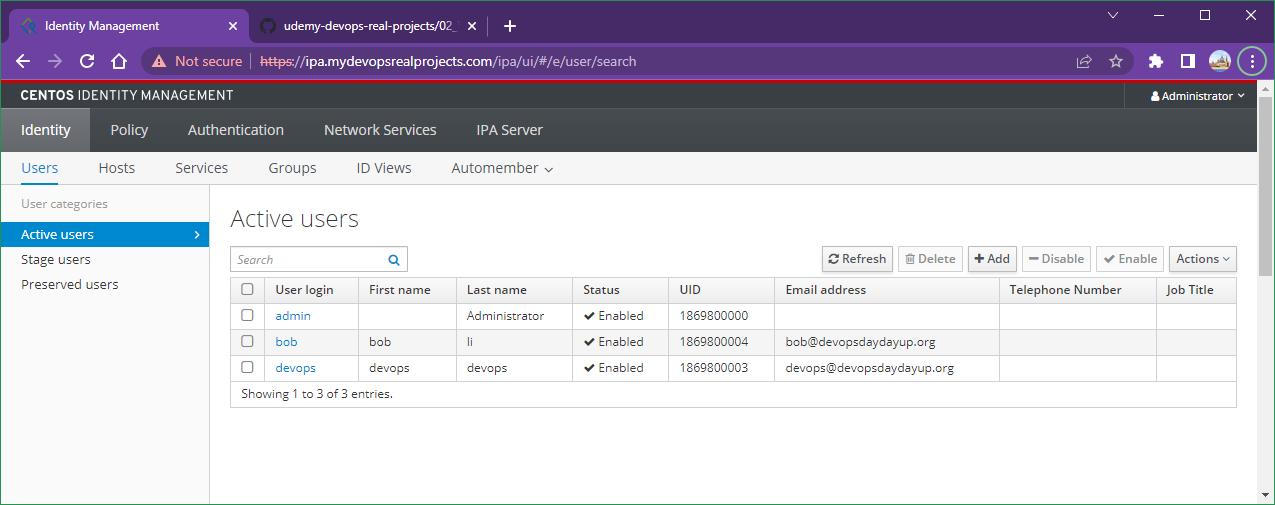 Identity Management
udemy-devops-real-projects/02_
Not secure https://ipa.mydevopsrealprojects.com/ipa/ui/#/e/user/search
CENTOS IDENTITY MANAGEMENT Administrator
Identity Policy Authentication Network Services IPA Server
Users Hosts Services Groups ID Views Automember
User categories
Active users
Stage users
Preserved users
Active users
Search Refresh Delete Add Disable Enable Actions
User login First name Last name Status UID Email address Telephone Number Job Title
admin Administrator Enabled 1869800000
bob bob li Enabled 1869800004 bob@devopsdaydayup.org
devops devops devops Enabled 1869800003 devops@devopsdaydayup.org
Showing 1 to 3 of 3 entries.